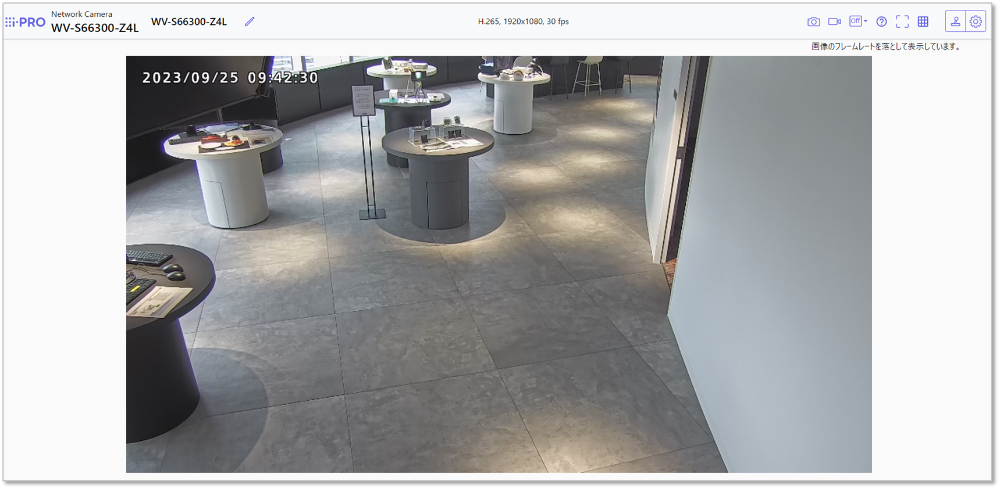 i-PRO
Network Camera
WV-S66300-Z4L
WV-S66300-Z4L
H.265, 1920x1080, 30 fps
Off
画像のフレームレートを落として表示しています。
2023/09/25 09:42:30